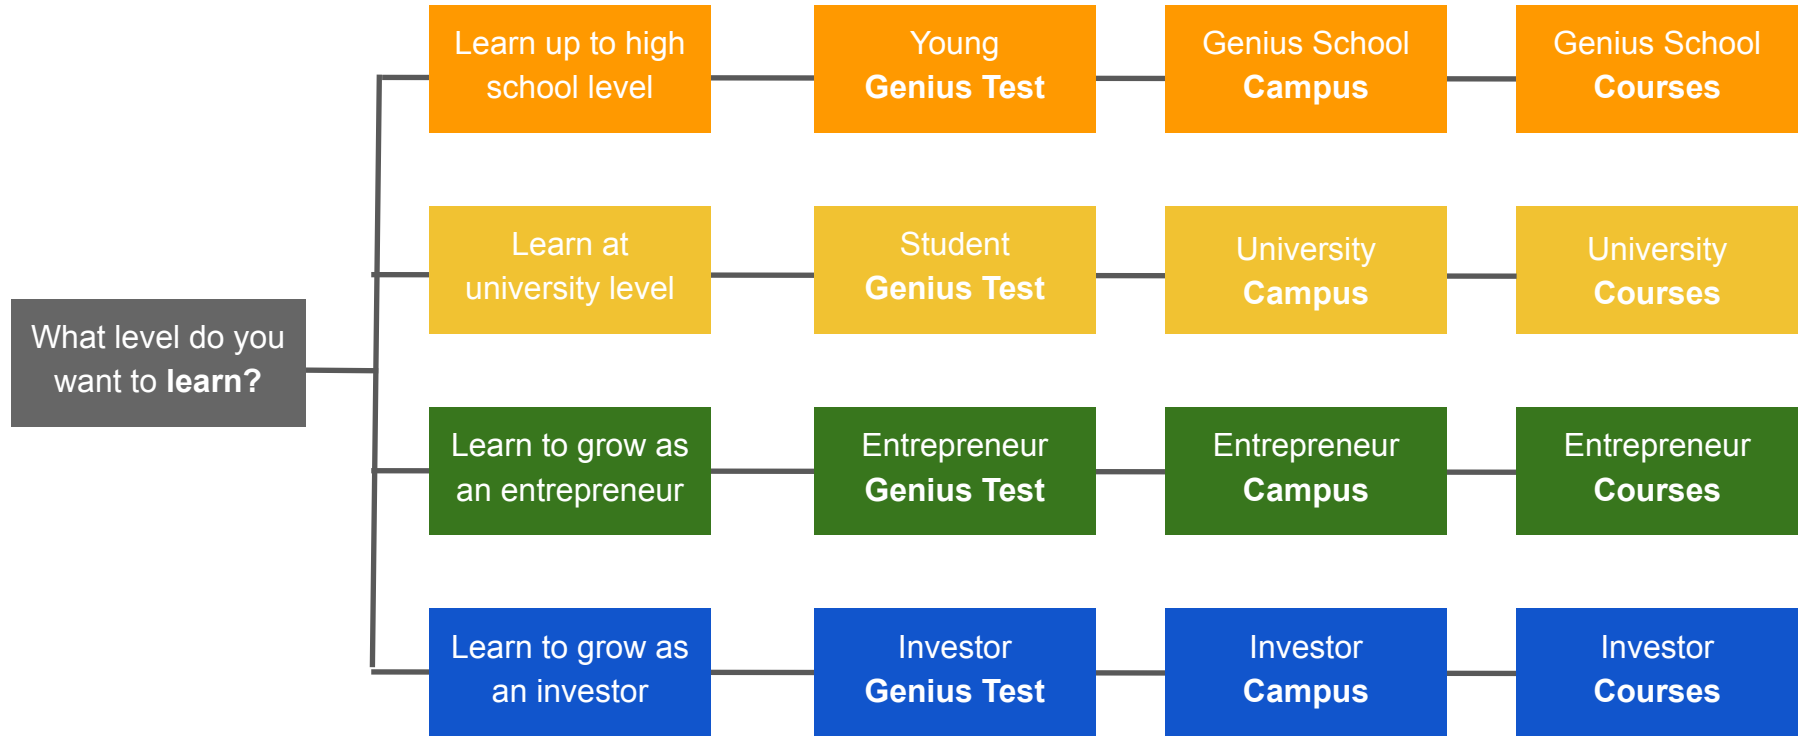 Learn up to high
school level
Young
Genius Test
Genius School
Campus
Genius School
Courses
Learn at
university level
Student
Genius Test
University
Campus
University
Courses
What level do you
want to learn?
Learn to grow as
an entrepreneur
Entrepreneur
Genius Test
Entrepreneur
Campus
Entrepreneur
Courses
Learn to grow as
an investor
Investor
Genius Test
Investor
Campus
Investor
Courses